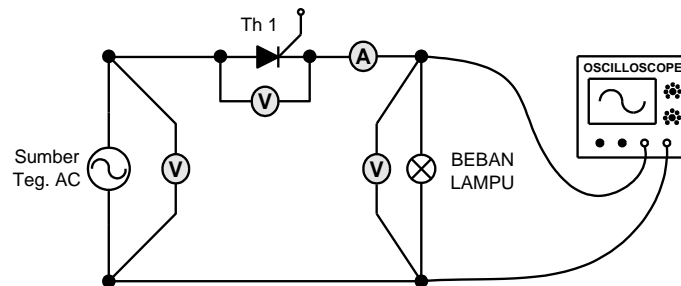 Th 1
A
OSCILLOSCOPE
V
Sumber
Teg. AC
V
V
BEBAN
LAMPU